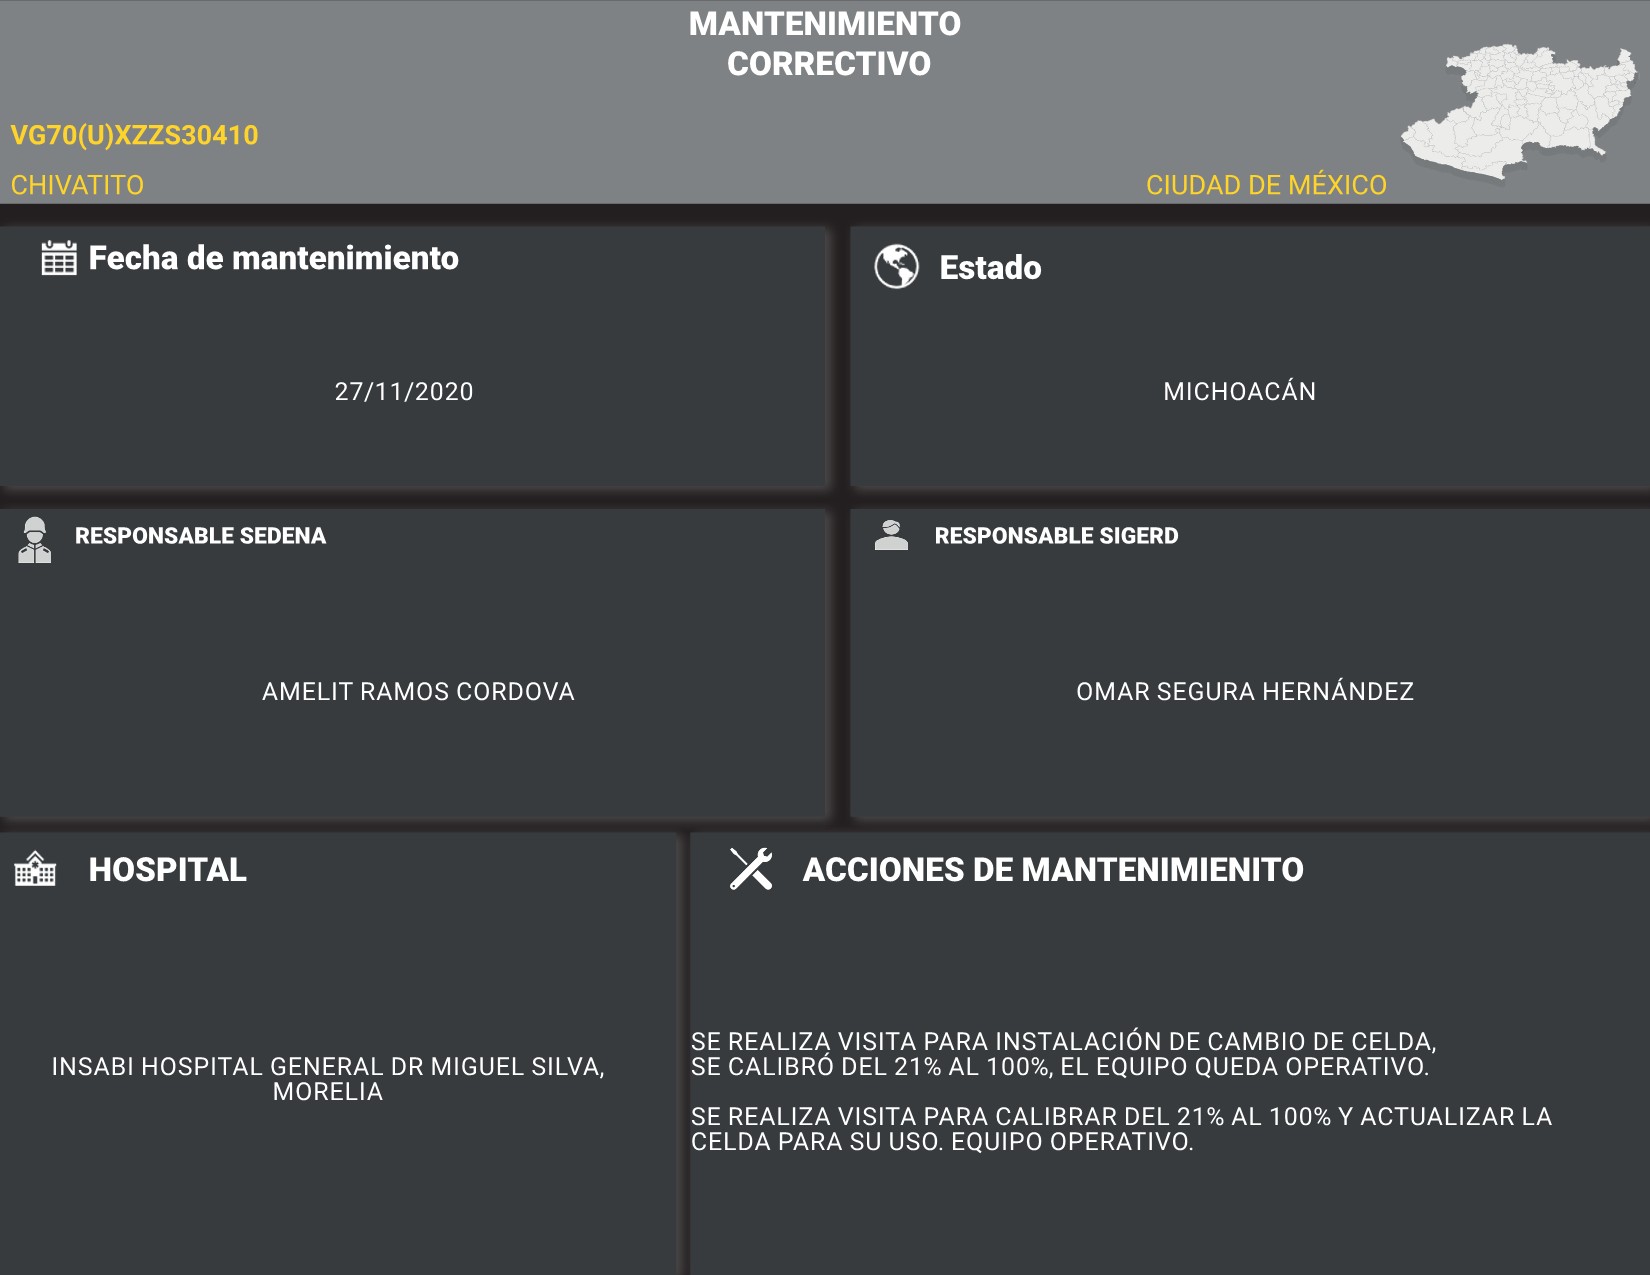 MANTENIMIENTO
CORRECTIVO
VG70(U)XZZS30410
CHIVATITO
CIUDAD DE MÉXICO
Fecha de mantenimiento
Estado
27/11/2020
MICHOACÁN
RESPONSABLE SEDENA
RESPONSABLE SIGERD
AMELIT RAMOS CORDOVA
OMAR SEGURA HERNÁNDEZ
HOSPITAL
INSABI HOSPITAL GENERAL DR MIGUEL SILVA,
MORELIA
ACCIONES DE MANTENIMIENITO
SE REALIZA VISITA PARA INSTALACIÓN DE CAMBIO DE CELDA,
SE CALIBRÓ DEL 21% AL 100%, EL EQUIPO QUEDA OPERATIVO.
SE REALIZA VISITA PARA CALIBRAR DEL 21% AL 100% Y ACTUALIZAR LA
CELDA PARA SU USO. EQUIPO OPERATIVO.